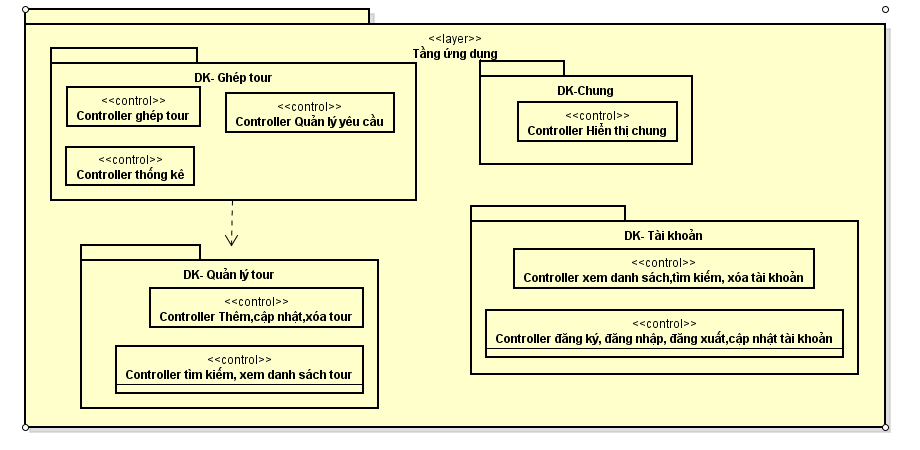 <<layer>>
Tầng ứng dung
DK- Ghép tour
<<control>>
Controller ghép tour
<<control>>
Controller Quản lý yêu cầu
<<control>>
Controller thống kê
DK-Chung
<<control>>
Controller Hiển thị chung
DK- Quản lý tour
<<control>>
Controller Thêm,cập nhật,xóa tour
<<control>>
Controller tìm kiếm, xem danh sách tour
DK- Tài khoản
<<control>>
Controller xem danh sách,tìm kiếm, xóa tài khoản
<<control>>
Controller đăng ký, đăng nhập, đăng xuất,cập nhật tài khoản